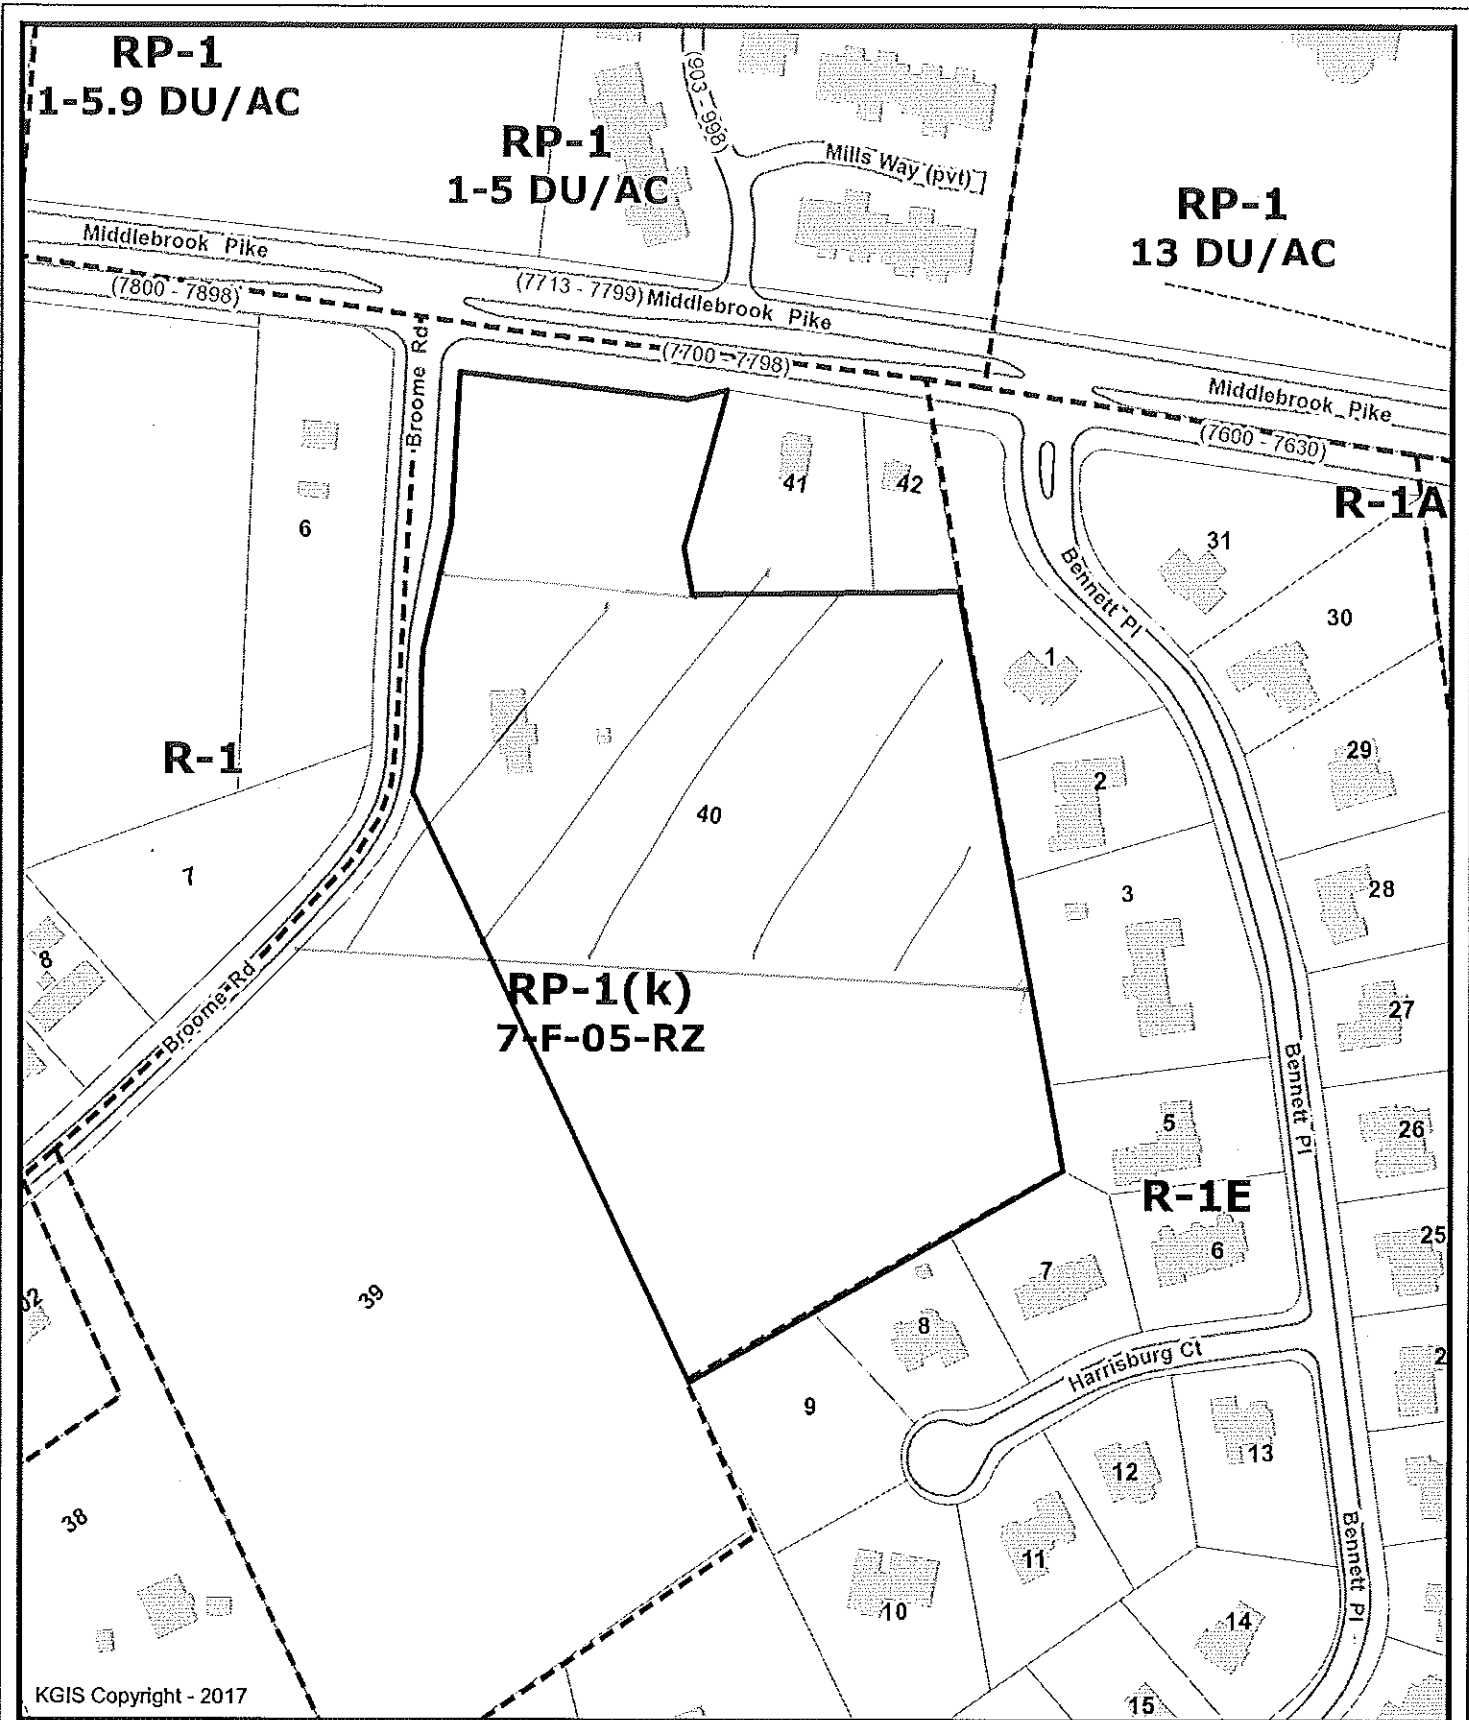 RP-1
1-5.9 DU/AC
RP-1
1-5 DU/AC
(903 - 998)
Mills Way (pvt)
RP-1
13 DU/AC
Middlebrook Pike
(7800 - 7898)
(7713 - 7799)
Middlebrook Pike
(7700 - 7798)
Middlebrook Pike
(7600 - 7630)
R-1A
Broome Rd
6
41
42
31
Bennett Pl
30
1
R-1
2
29
40
7
3
28
8
RP-1(k)
7-F-05-RZ
27
Broome Rd
Bennett Pl
5
26
R-1E
6
25
39
7
8
Harrisburg Ct
2
9
13
12
38
11
Bennett Pl
10
14
15
KGIS Copyright - 2017